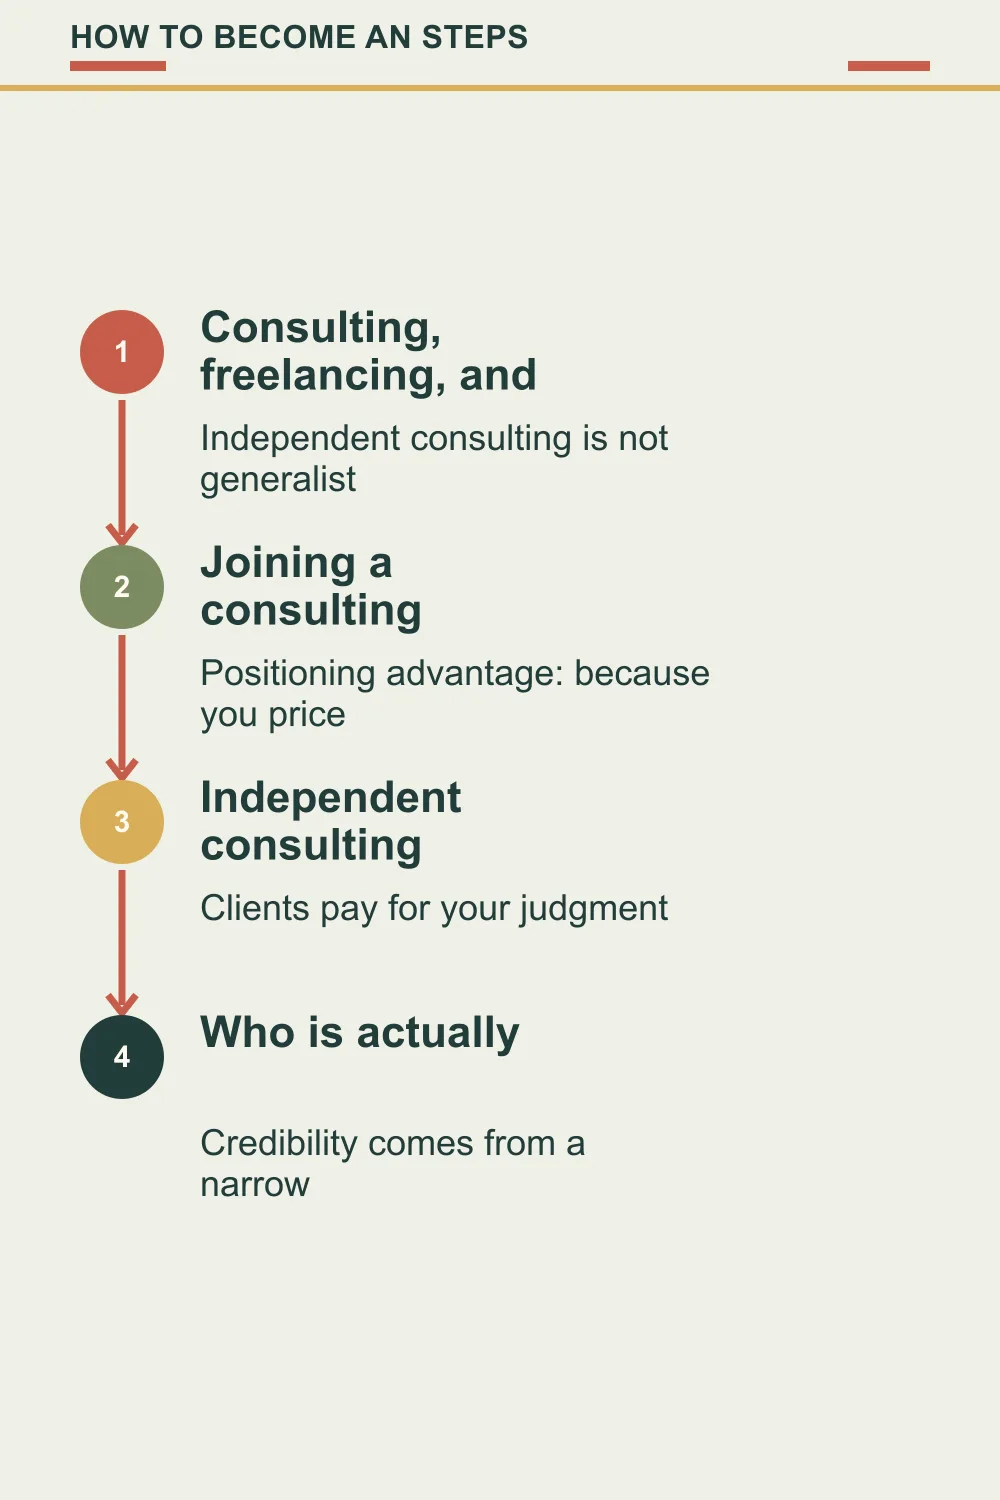 HOW TO BECOME AN STEPS
1
Consulting,
freelancing, and
Independent consulting is not
generalist
2
Joining a
consulting
Positioning advantage: because
you price
3
Independent
consulting
Clients pay for your judgment
4
Who is actually
Credibility comes from a
narrow